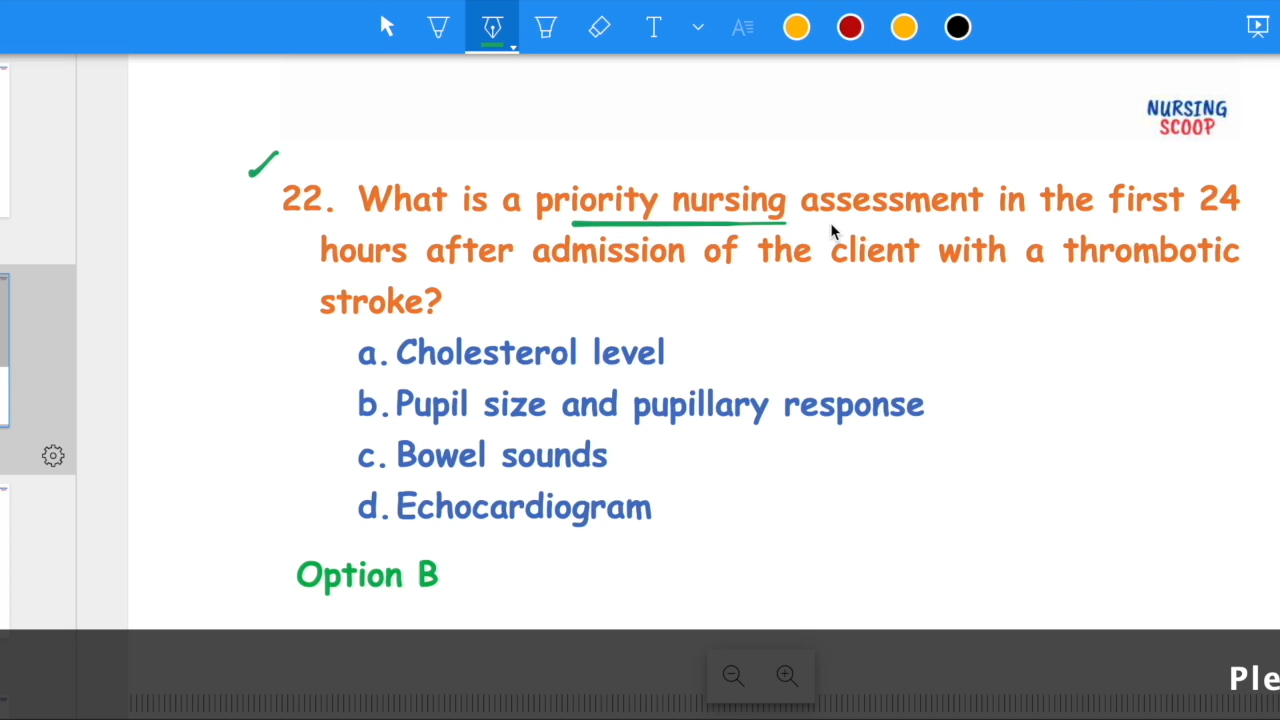 NURSING
SCOOP
22. What is a priority nursing assessment in the first 24
hours after admission of the client with a thrombotic
stroke?
a. Cholesterol level
b. Pupil size and pupillary response
c. Bowel sounds
d. Echocardiogram
Option B
Ple